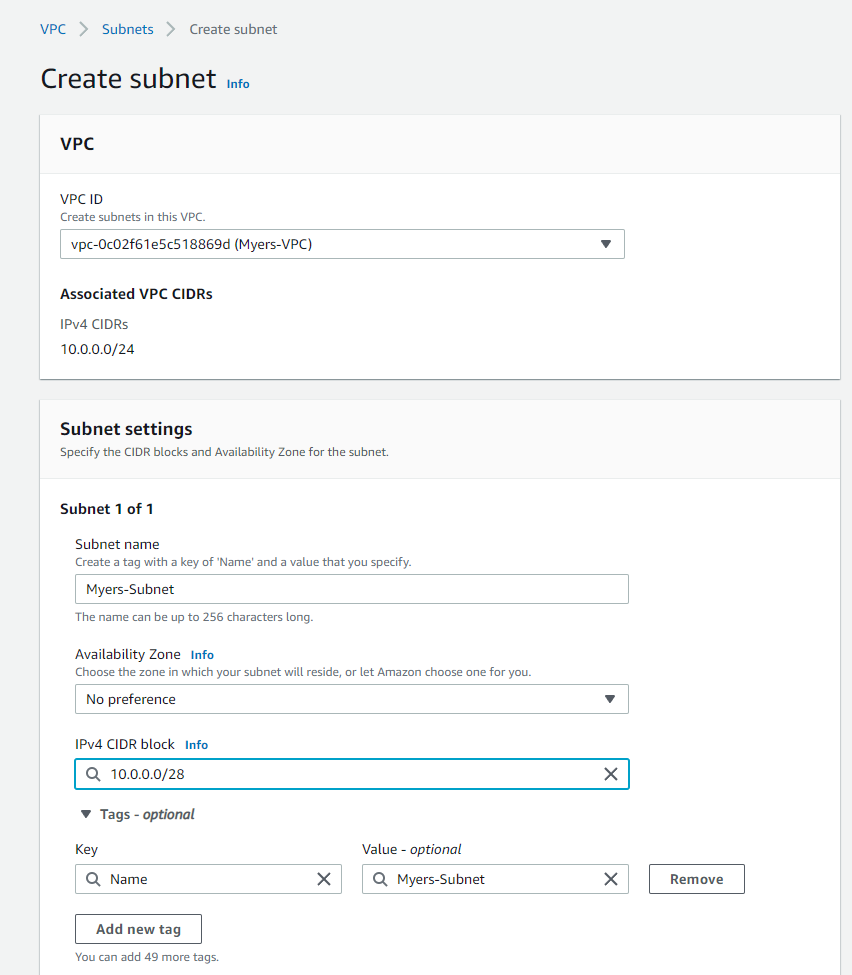 VPC > Subnets > Create subnet
Create subnet Info
VPC
VPC ID
Create subnets in this VPC.
vpc-0c02f61e5c518869d (Myers-VPC)
Associated VPC CIDRs
IPv4 CIDRs
10.0.0.0/24
Subnet settings
Specify the CIDR blocks and Availability Zone for the subnet.
Subnet 1 of 1
Subnet name
Create a tag with a key of 'Name' and a value that you specify.
Myers-Subnet
The name can be up to 256 characters long.
Availability Zone Info
Choose the zone in which your subnet will reside, or let Amazon choose one for you.
No preference
IPv4 CIDR block Info
10.0.0.0/28
Tags - optional
Key Value - optional
Name Myers-Subnet Remove
Add new tag
You can add 49 more tags.